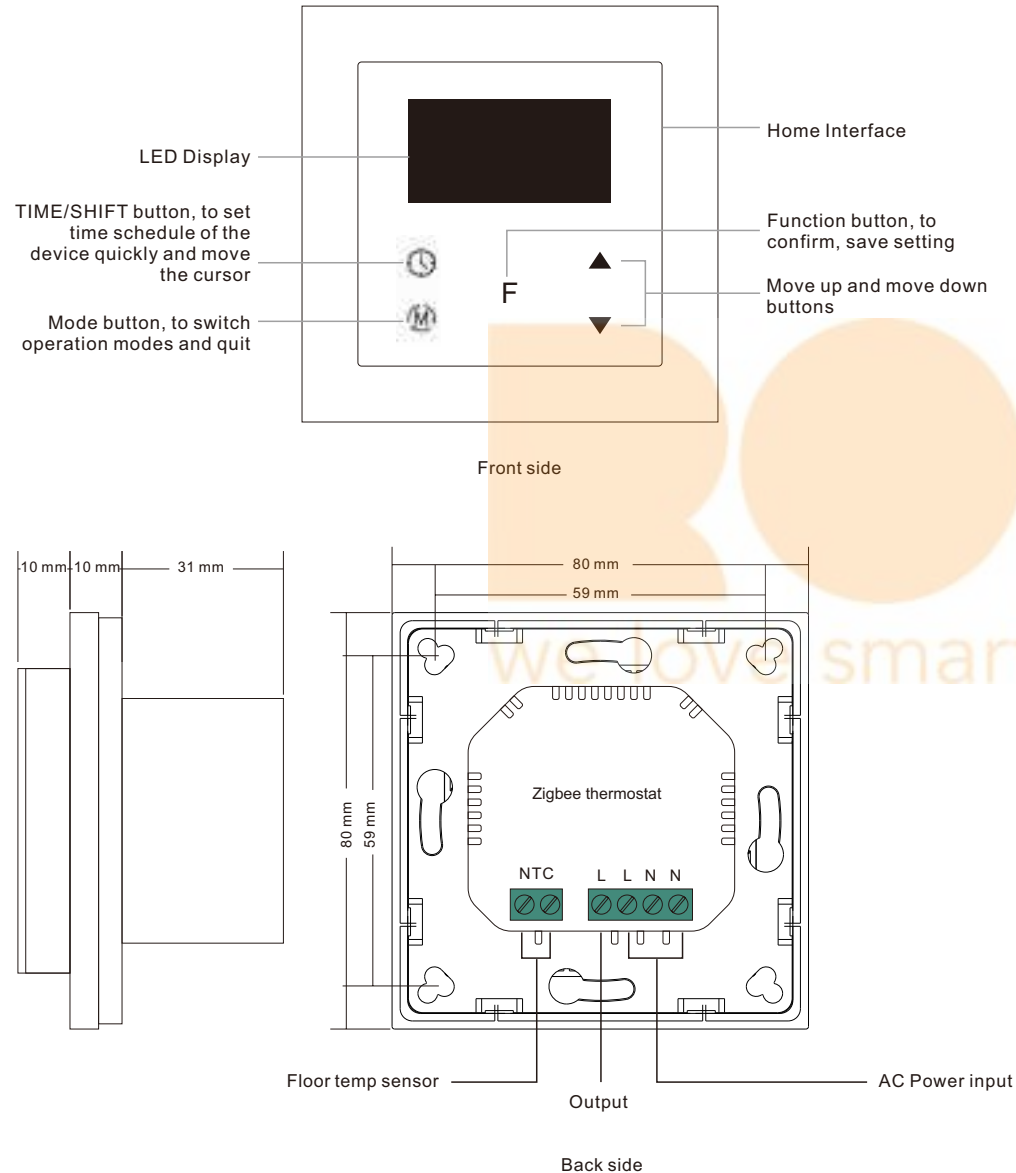 LED Display
Home Interface
TIME/SHIFT button, to set
time schedule of the
device quickly and move
the cursor
Function button, to
confirm, save setting
F
Move up and move down
buttons
M
Mode button, to switch
operation modes and quit
Front side
10 mm
10 mm
31 mm
80 mm
59 mm
BO
we love smar
80 mm
59 mm
Zigbee thermostat
NTC
L L N N
Floor temp sensor
AC Power input
Output
Back side